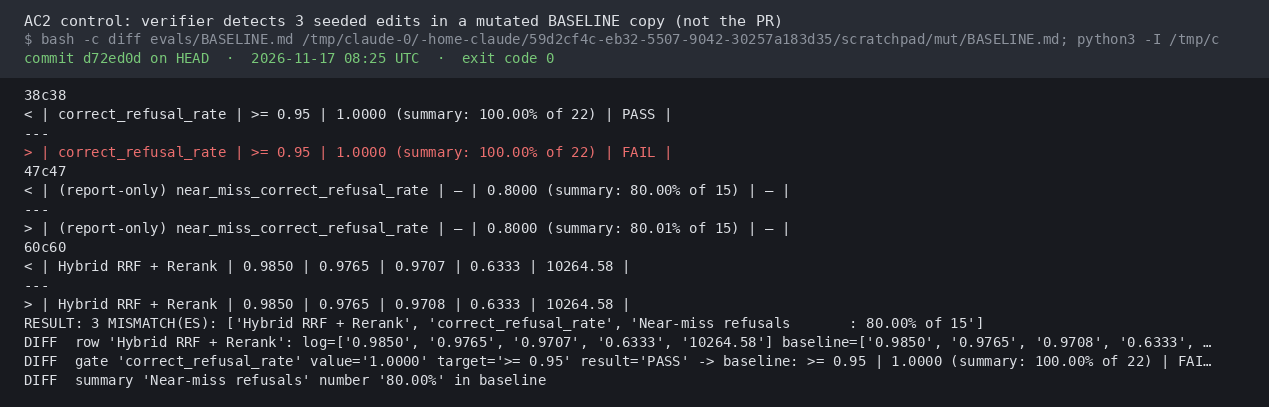 AC2 control: verifier detects 3 seeded edits in a mutated BASELINE copy (not the PR)
$ bash -c diff evals/BASELINE.md /tmp/claude-0/-home-claude/59d2cf4c-eb32-5507-9042-30257a183d35/scratchpad/mut/BASELINE.md; python3 -I /tmp/c
commit d72ed0d on HEAD  ·  2026-11-17 08:25 UTC  ·  exit code 0
38c38
< | correct_refusal_rate | >= 0.95 | 1.0000 (summary: 100.00% of 22) | PASS |
---
> | correct_refusal_rate | >= 0.95 | 1.0000 (summary: 100.00% of 22) | FAIL |
47c47
< | (report-only) near_miss_correct_refusal_rate | — | 0.8000 (summary: 80.00% of 15) | — |
---
> | (report-only) near_miss_correct_refusal_rate | — | 0.8000 (summary: 80.01% of 15) | — |
60c60
< | Hybrid RRF + Rerank | 0.9850 | 0.9765 | 0.9707 | 0.6333 | 10264.58 |
---
> | Hybrid RRF + Rerank | 0.9850 | 0.9765 | 0.9708 | 0.6333 | 10264.58 |
RESULT: 3 MISMATCH(ES): ['Hybrid RRF + Rerank', 'correct_refusal_rate', 'Near-miss refusals       : 80.00% of 15']
DIFF  row 'Hybrid RRF + Rerank': log=['0.9850', '0.9765', '0.9707', '0.6333', '10264.58'] baseline=['0.9850', '0.9765', '0.9708', '0.6333', …
DIFF  gate 'correct_refusal_rate' value='1.0000' target='>= 0.95' result='PASS' -> baseline: >= 0.95 | 1.0000 (summary: 100.00% of 22) | FAI…
DIFF  summary 'Near-miss refusals' number '80.00%' in baseline